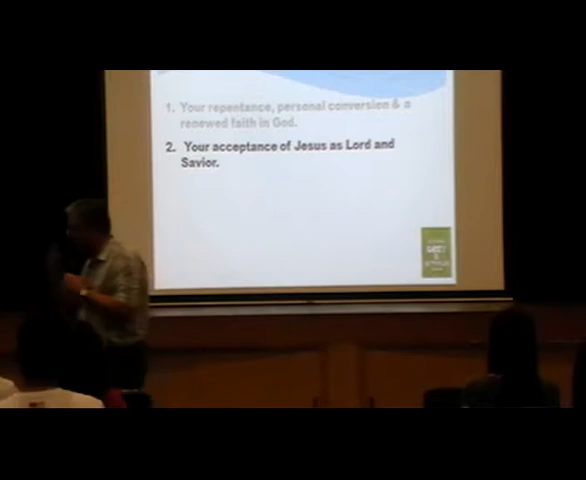 1. Your repentance, personal conversion & a
renewed faith in God.
2. Your acceptance of Jesus as Lord and
Savior.